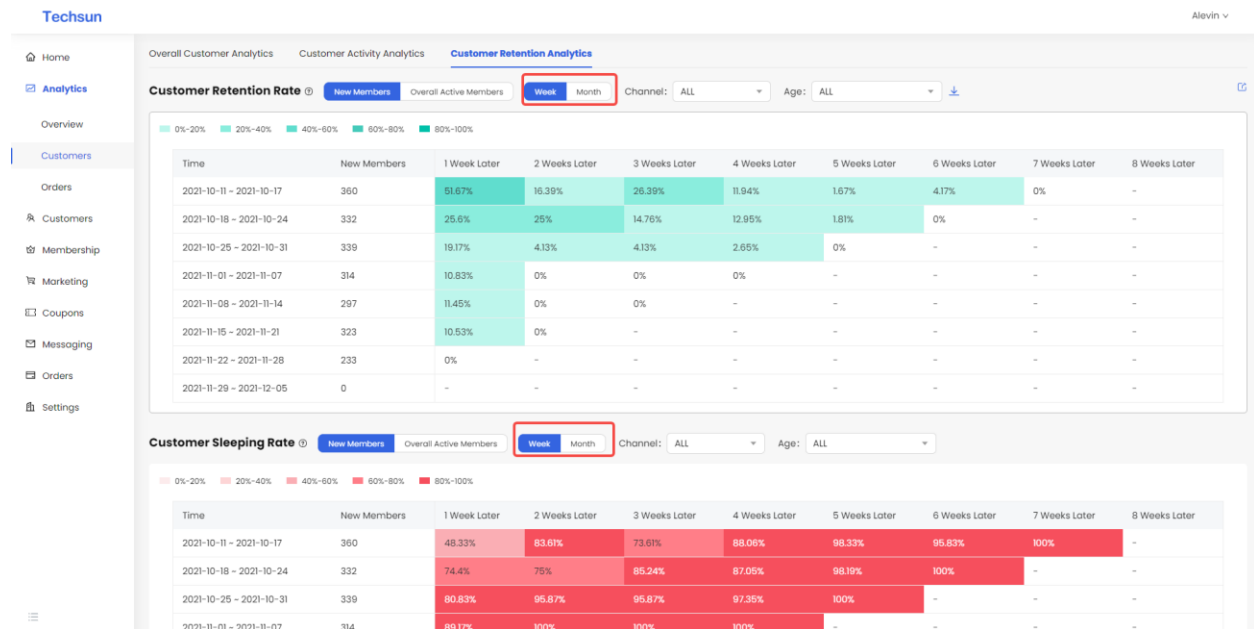 Techsun
Alevin
Home
Analytics
Overview
Customers
Orders
Customers
Membership
Marketing
Coupons
Messaging
Orders
Settings
Overall Customer Analytics Customer Activity Analytics Customer Retention Analytics
Customer Retention Rate New Members Overall Active Members Week Month Channel: ALL Age: ALL
0%-20% 20%-40% 40%-60% 60%-80% 80%-100%
Time New Members 1 Week Later 2 Weeks Later 3 Weeks Later 4 Weeks Later 5 Weeks Later 6 Weeks Later 7 Weeks Later 8 Weeks Later
2021-10-11 ~ 2021-10-17 360 51.67% 16.39% 26.39% 11.94% 1.67% 4.17% 0% -
2021-10-18 ~ 2021-10-24 332 25.6% 25% 14.76% 12.95% 1.81% 0% - -
2021-10-25 ~ 2021-10-31 339 19.17% 4.13% 4.13% 2.65% 0% - - -
2021-11-01 ~ 2021-11-07 314 10.83% 0% 0% 0% - - - -
2021-11-08 ~ 2021-11-14 297 11.45% 0% 0% - - - - -
2021-11-15 ~ 2021-11-21 323 10.53% 0% - - - - - -
2021-11-22 ~ 2021-11-28 233 0% - - - - - - -
2021-11-29 ~ 2021-12-05 0 - - - - - - - -
Customer Sleeping Rate New Members Overall Active Members Week Month Channel: ALL Age: ALL
0%-20% 20%-40% 40%-60% 60%-80% 80%-100%
Time New Members 1 Week Later 2 Weeks Later 3 Weeks Later 4 Weeks Later 5 Weeks Later 6 Weeks Later 7 Weeks Later 8 Weeks Later
2021-10-11 ~ 2021-10-17 360 48.33% 83.61% 73.61% 88.06% 98.33% 95.83% 100% -
2021-10-18 ~ 2021-10-24 332 74.4% 75% 85.24% 87.05% 98.19% 100% - -
2021-10-25 ~ 2021-10-31 339 80.83% 95.87% 95.87% 97.35% 100% - - -
2021-11-01 ~ 2021-11-07 314 89.17% 100% 100% 100% - - - -